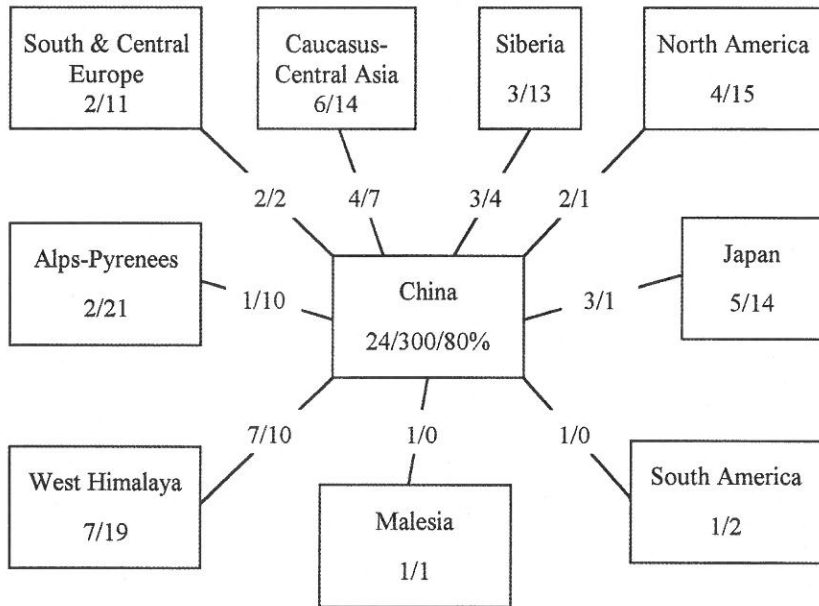 South & Central
Europe
2/11
Caucasus-
Central Asia
6/14
Siberia
3/13
North America
4/15
2/2
4/7
3/4
2/1
Alps-Pyrenees
2/21
1/10
China
24/300/80%
3/1
Japan
5/14
7/10
1/0
1/0
West Himalaya
7/19
Malesia
1/1
South America
1/2